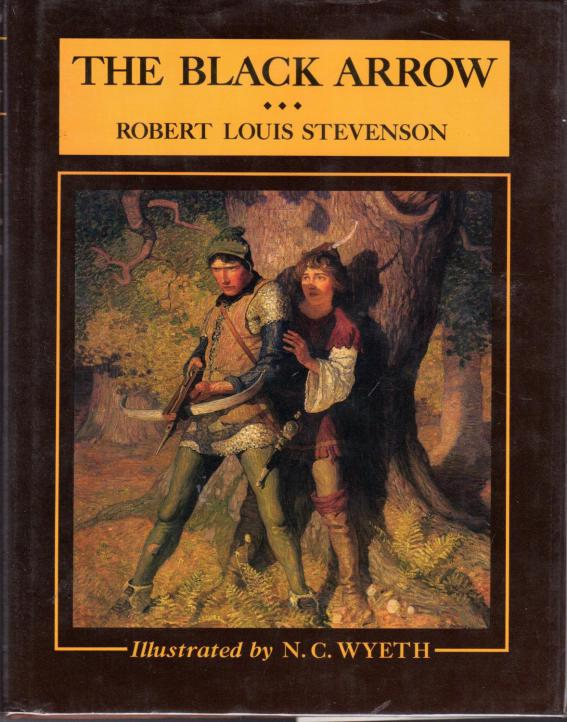 THE BLACK ARROW
ROBERT LOUIS STEVENSON
Illustrated by N. C. WYETH